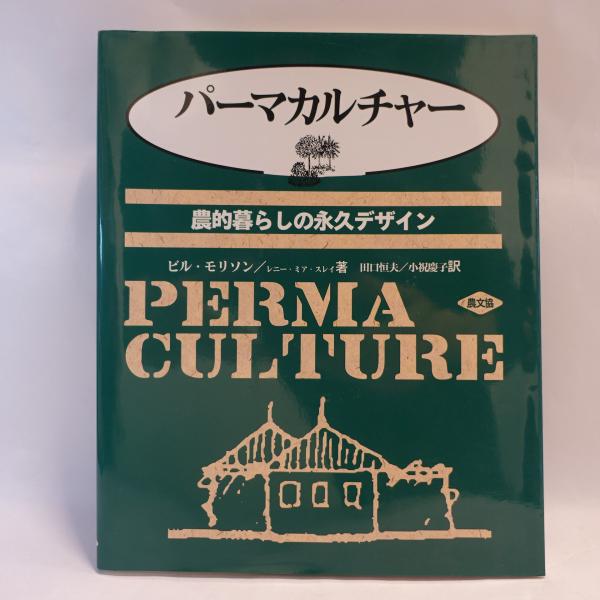 パーマカルチャー
農的暮らしの永久デザイン
ビル・モリソン／レニー・ミア・スレイ著 田口恒夫／小祝慶子訳
PERMA
農文協
CULTURE